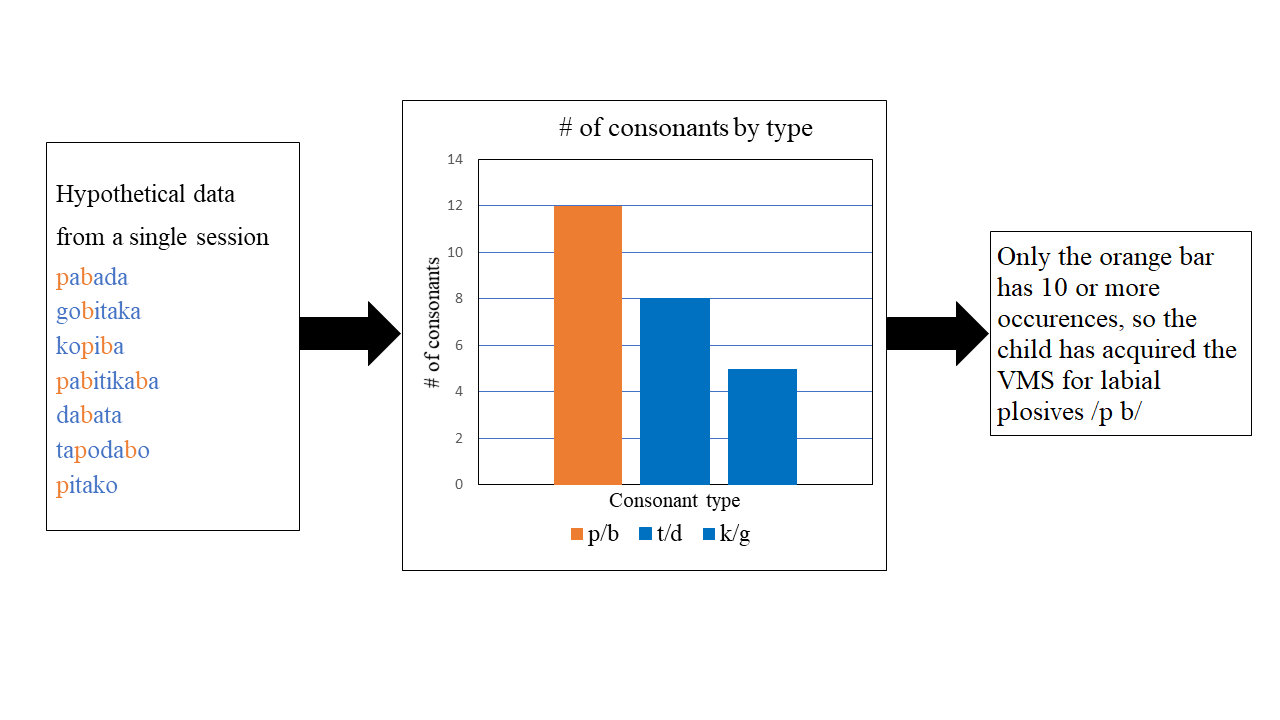 Hypothetical data
from a single session
pabada
gobitaka
kopiba
pabitikaba
dabata
tapodabo
pitako
# of consonants by type
# of consonants
14
12
10
8
6
4
2
0
Consonant type
p/b t/d k/g
Only the orange bar
has 10 or more
occurences, so the
child has acquired the
VMS for labial
plosives /p b/